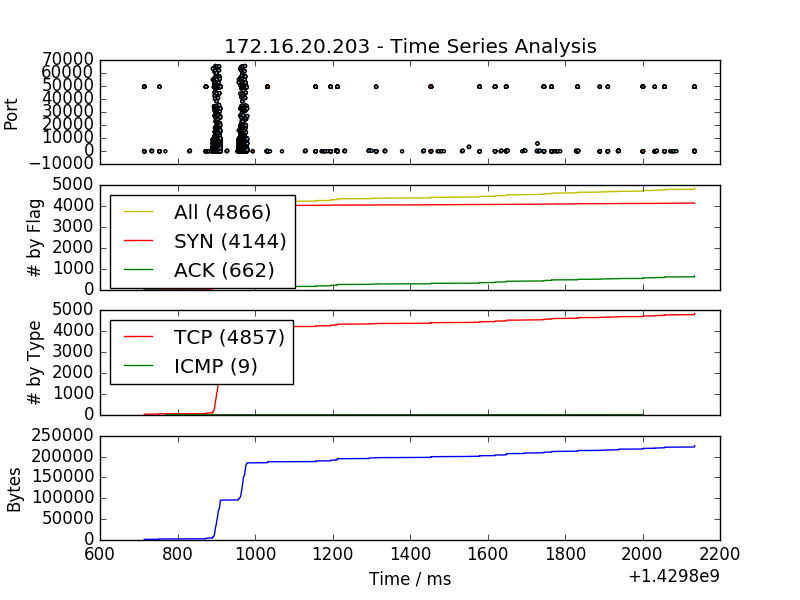 172.16.20.203 - Time Series Analysis
70000
60000
50000
40000
30000
20000
10000
0
−10000
Port
5000
4000
3000
2000
1000
0
# by Flag
All (4866)
SYN (4144)
ACK (662)
5000
4000
3000
2000
1000
0
# by Type
TCP (4857)
ICMP (9)
250000
200000
150000
100000
50000
0
Bytes
600 800 1000 1200 1400 1600 1800 2000 2200
Time / ms
+1.4298e9